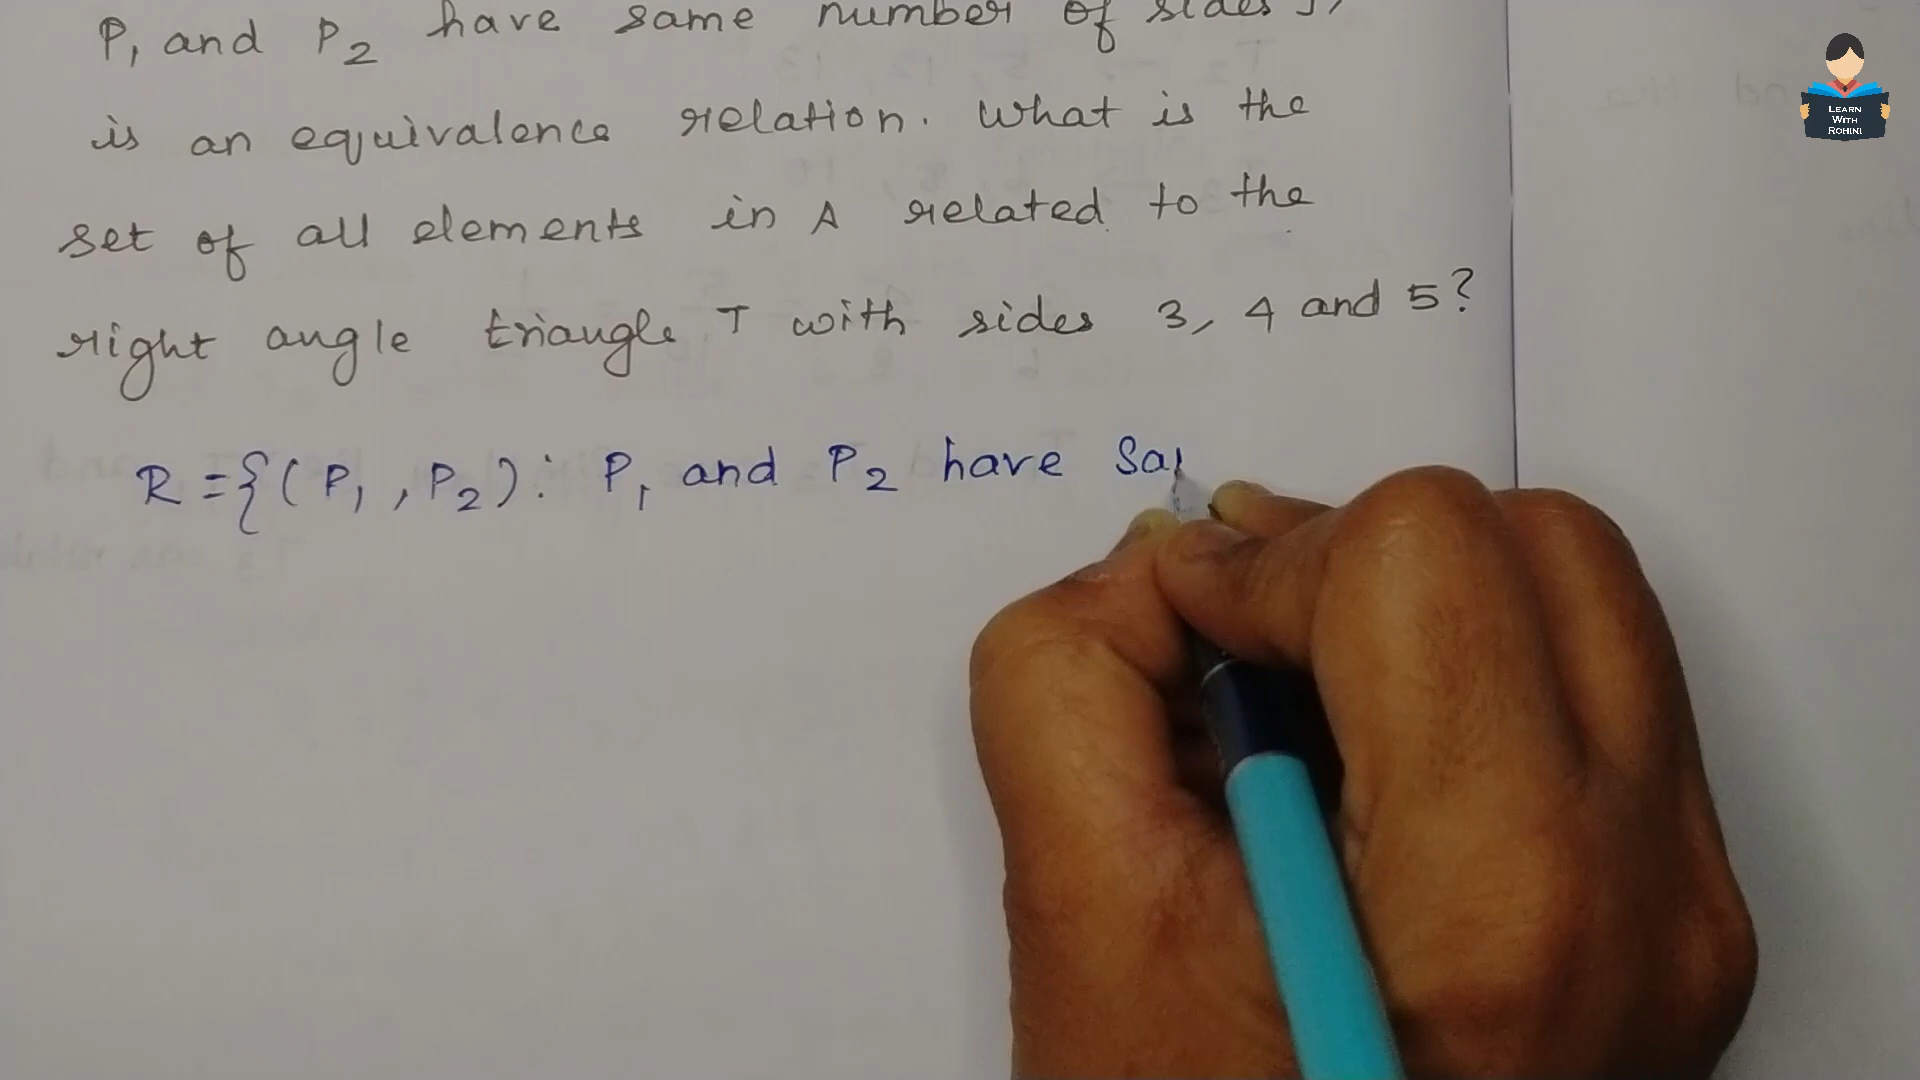 P1 and P2 have same number of sides},
is an equivalence relation. What is the
set of all elements in A related to the
right angle triangle T with sides 3, 4 and 5?
R = {(P1, P2): P1 and P2 have Sa
LEARN
WITH
ROHINI